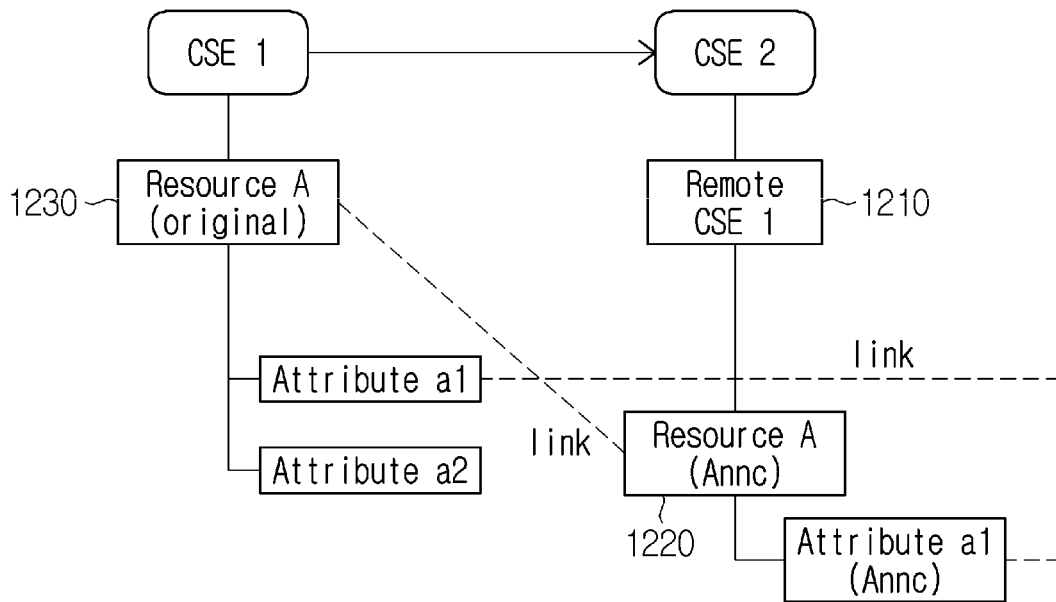 CSE 1
CSE 2
1230
Resource A
(original)
Remote
CSE 1
1210
link
Attribute a1
link
Resource A
(Annc)
Attribute a2
1220
Attribute a1
(Annc)